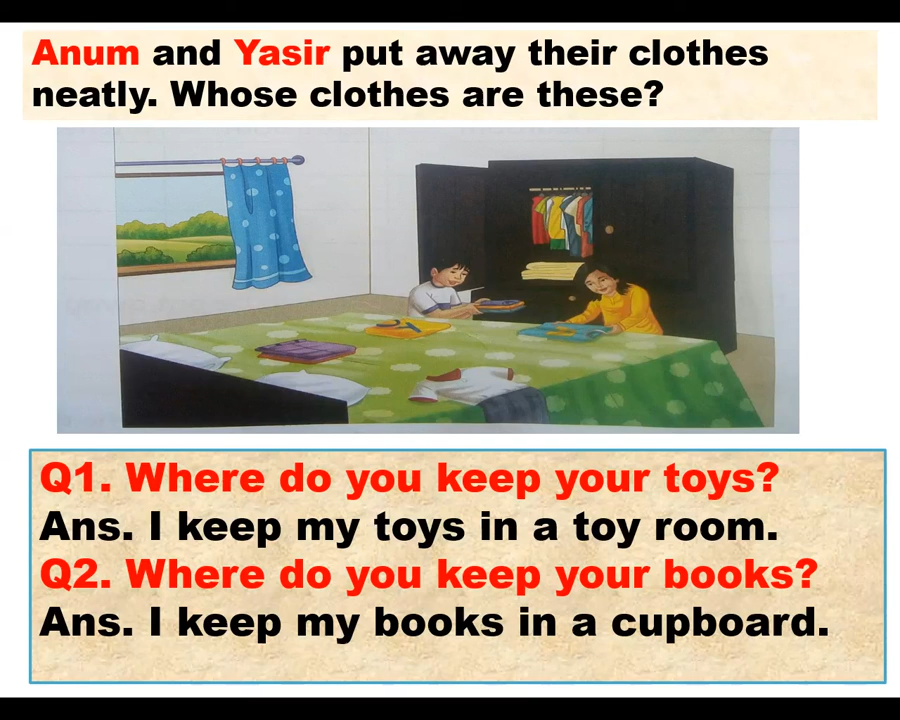 Anum and Yasir put away their clothes
neatly. Whose clothes are these?
Q1. Where do you keep your toys?
Ans. I keep my toys in a toy room.
Q2. Where do you keep your books?
Ans. I keep my books in a cupboard.